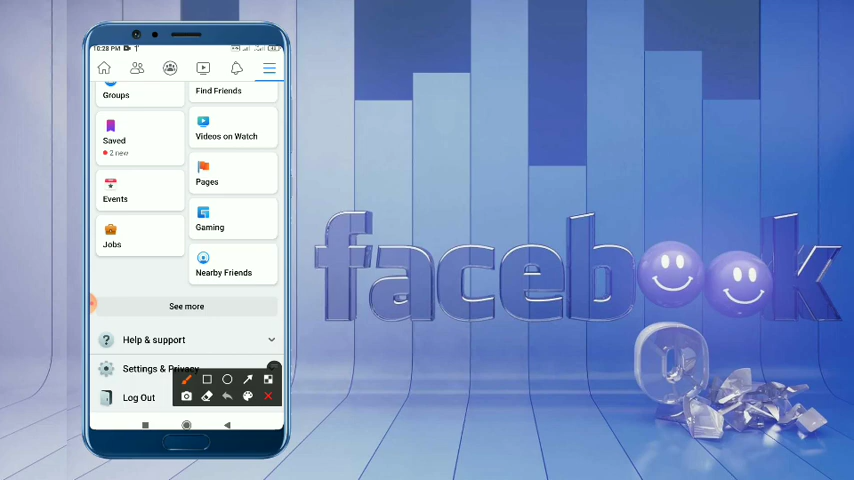 10:28 PM
Groups
Find Friends
Saved
2 new
Videos on Watch
Events
Pages
Jobs
Gaming
Nearby Friends
See more
Help & support
Settings & Privacy
Log Out
facebook